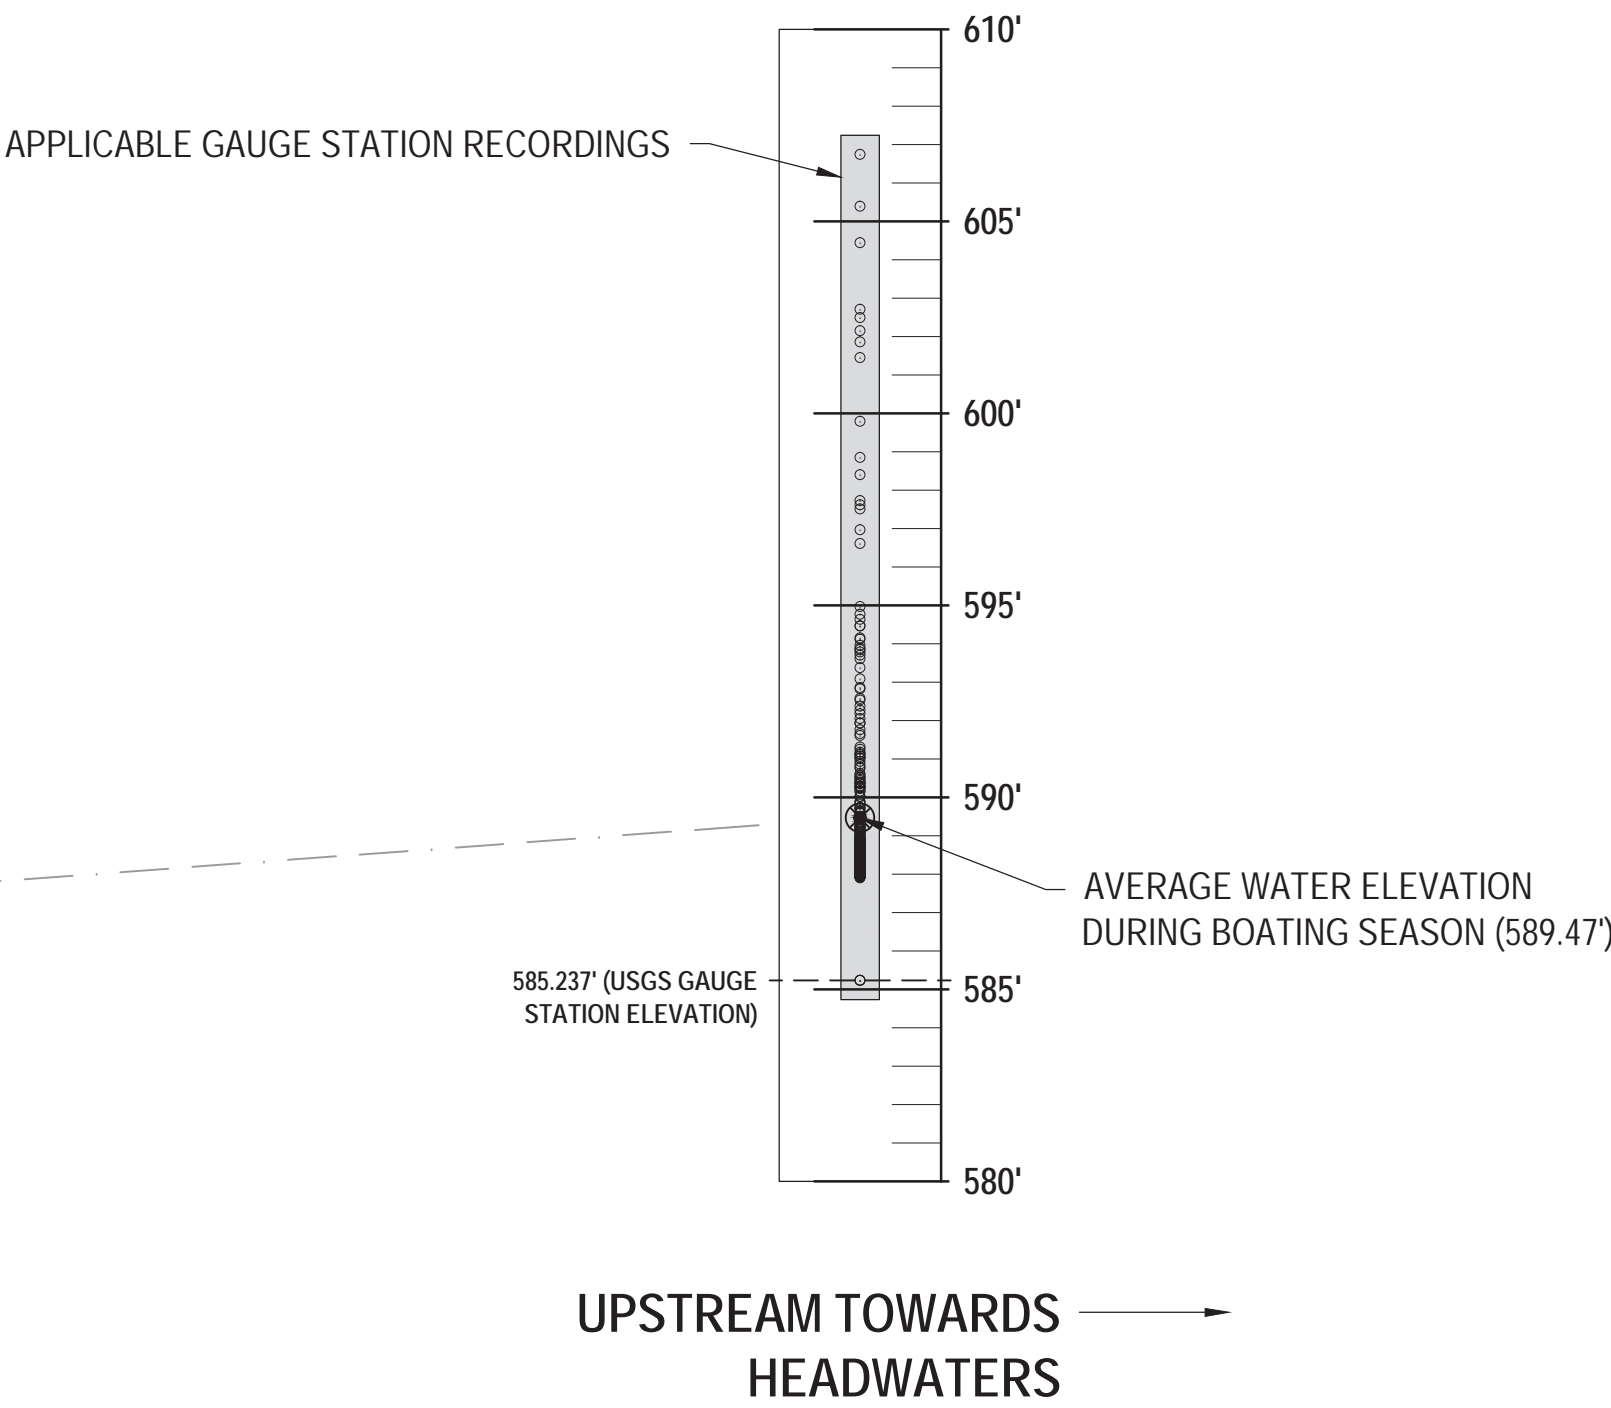 610'
APPLICABLE GAUGE STATION RECORDINGS
605'
600'
595'
590'
AVERAGE WATER ELEVATION
DURING BOATING SEASON (589.47')
585.237' (USGS GAUGE
STATION ELEVATION)
585'
580'
UPSTREAM TOWARDS
HEADWATERS